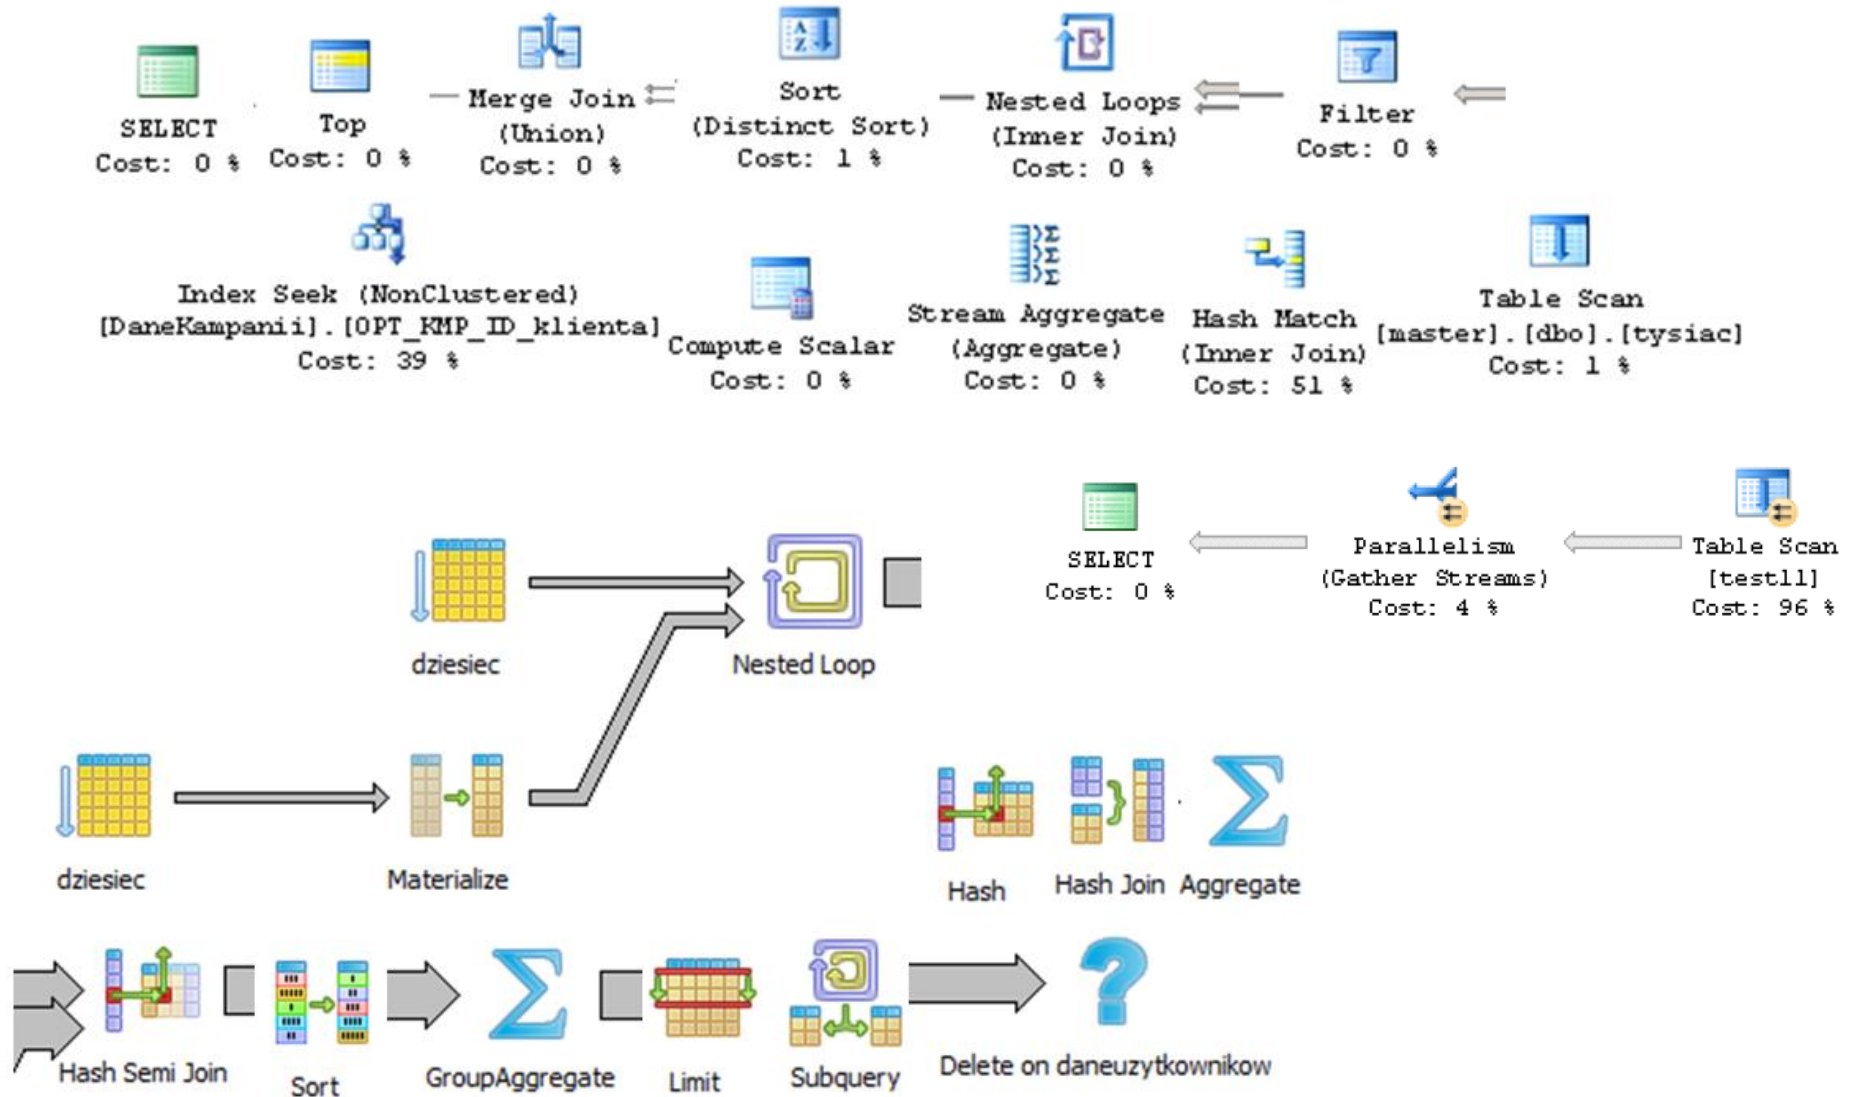 SELECT
Cost: 0 %
Top
Cost: 0 %
Merge Join
(Union)
Cost: 0 %
Sort
(Distinct Sort)
Cost: 1 %
Nested Loops
(Inner Join)
Cost: 0 %
Filter
Cost: 0 %
Index Seek (NonClustered)
[DaneKampanii].[OPT_KMP_ID_klienta]
Cost: 39 %
Compute Scalar
Cost: 0 %
Stream Aggregate
(Aggregate)
Cost: 0 %
Hash Match
(Inner Join)
Cost: 51 %
Table Scan
[master].[dbo].[tysiac]
Cost: 1 %
SELECT
Cost: 0 %
Parallelism
(Gather Streams)
Cost: 4 %
Table Scan
[test11]
Cost: 96 %
dziesiec
Nested Loop
dziesiec
Materialize
Hash
Hash Join
Aggregate
Hash Semi Join
Sort
GroupAggregate
Limit
Subquery
Delete on daneuzytkownikow